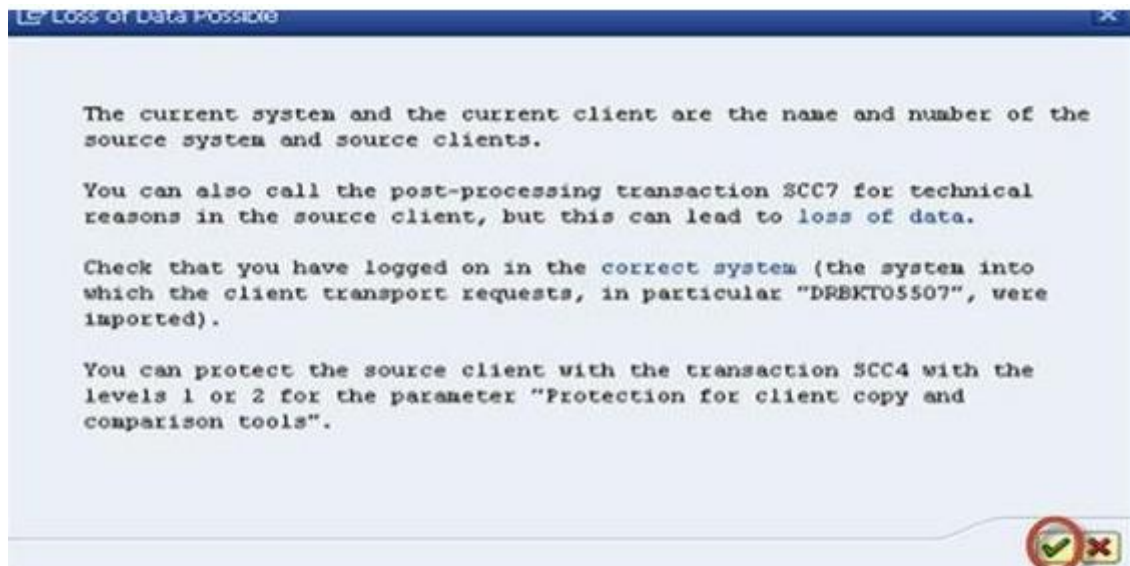 Loss of Data Possible
The current system and the current client are the name and number of the
source system and source clients.
You can also call the post-processing transaction SCC7 for technical
reasons in the source client, but this can lead to loss of data.
Check that you have logged on in the correct system (the system into
which the client transport requests, in particular "DRBKT05507", were
imported).
You can protect the source client with the transaction SCC4 with the
levels 1 or 2 for the parameter "Protection for client copy and
comparison tools".